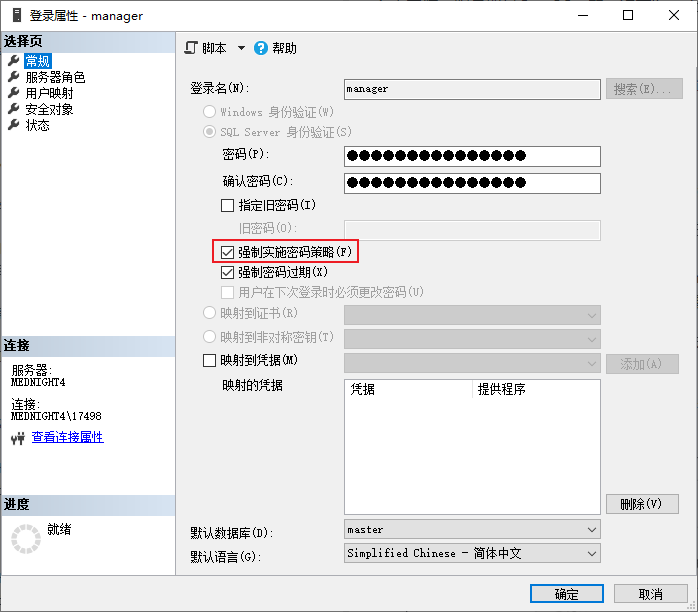 登录属性 - manager
选择页
常规
服务器角色
用户映射
安全对象
状态
连接
服务器:
MEDNIGHT4
连接:
MEDNIGHT4\17498
查看连接属性
进度
就绪
脚本
帮助
登录名(N):
manager
搜索(E)...
Windows 身份验证(W)
SQL Server 身份验证(S)
密码(P):
●●●●●●●●●●●●●●●
确认密码(C):
●●●●●●●●●●●●●●●
指定旧密码(I)
旧密码(O):
强制实施密码策略(F)
强制密码过期(X)
用户在下次登录时必须更改密码(U)
映射到证书(R)
映射到非对称密钥(T)
映射到凭据(M)
添加(A)
映射的凭据
凭据 提供程序
删除(V)
默认数据库(D):
master
默认语言(G):
Simplified Chinese - 简体中文
确定
取消